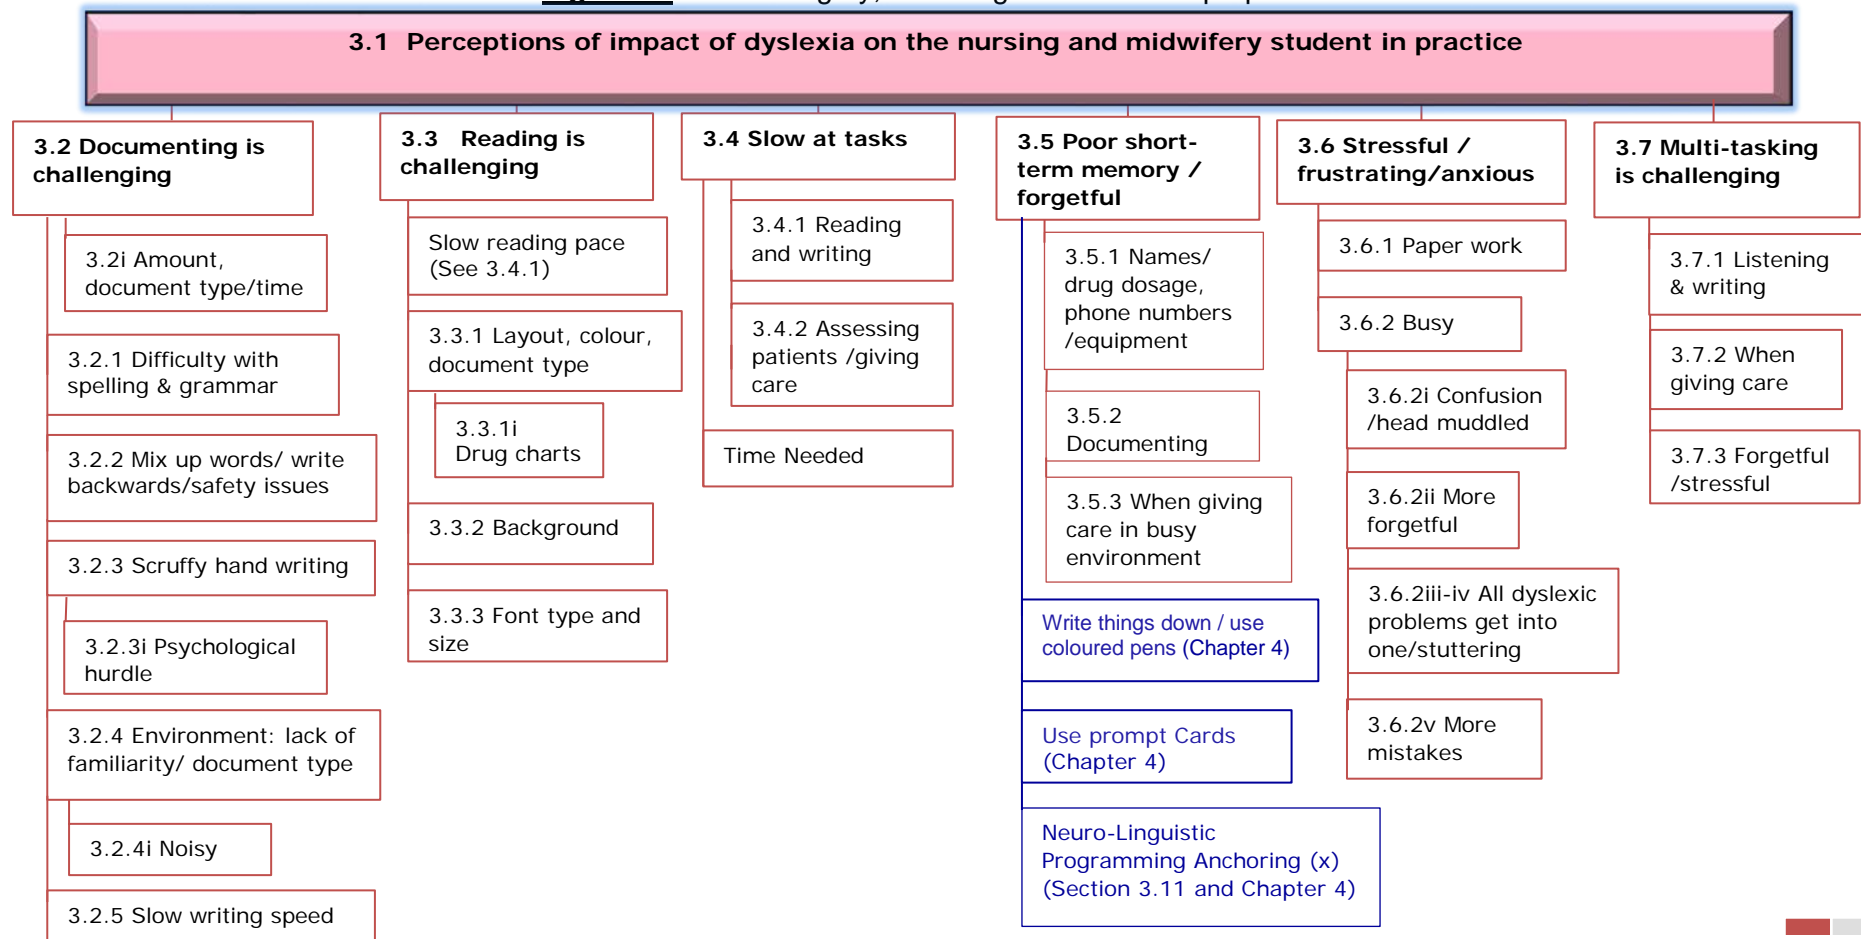 3.1 Perceptions of impact of dyslexia on the nursing and midwifery student in practice
3.2 Documenting is
challenging
3.2i Amount,
document type/time
3.2.1 Difficulty with
spelling & grammar
3.2.2 Mix up words/ write
backwards/safety issues
3.2.3 Scruffy hand writing
3.2.3i Psychological
hurdle
3.2.4 Environment: lack of
familiarity/ document type
3.2.4i Noisy
3.2.5 Slow writing speed
3.3 Reading is
challenging
Slow reading pace
(See 3.4.1)
3.3.1 Layout, colour,
document type
3.3.1i
Drug charts
3.3.2 Background
3.3.3 Font type and
size
3.4 Slow at tasks
3.4.1 Reading
and writing
3.4.2 Assessing
patients /giving
care
Time Needed
3.5 Poor short-
term memory /
forgetful
3.5.1 Names/
drug dosage,
phone numbers
/equipment
3.5.2
Documenting
3.5.3 When giving
care in busy
environment
Write things down / use
coloured pens (Chapter 4)
Use prompt Cards
(Chapter 4)
Neuro-Linguistic
Programming Anchoring (x)
(Section 3.11 and Chapter 4)
3.6 Stressful /
frustrating/anxious
3.6.1 Paper work
3.6.2 Busy
3.6.2i Confusion
/head muddled
3.6.2ii More
forgetful
3.6.2iii-iv All dyslexic
problems get into
one/stuttering
3.6.2v More
mistakes
3.7 Multi-tasking
is challenging
3.7.1 Listening
& writing
3.7.2 When
giving care
3.7.3 Forgetful
/stressful